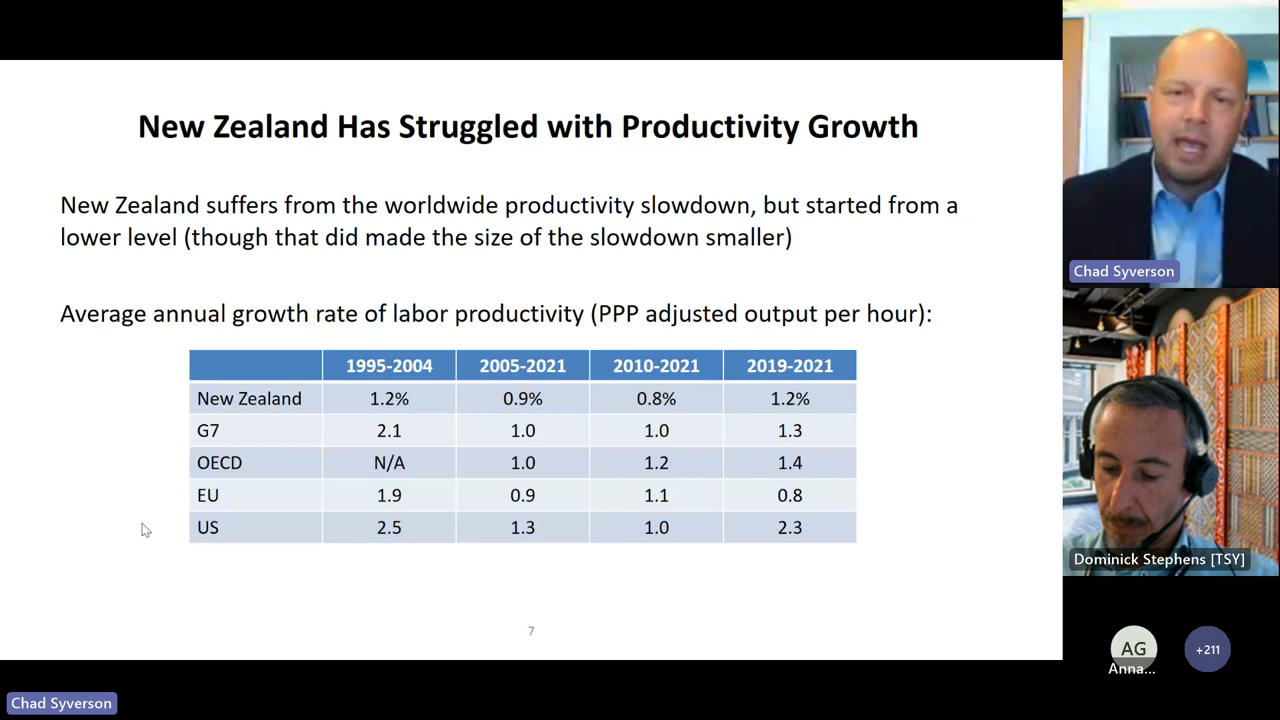 New Zealand Has Struggled with Productivity Growth
New Zealand suffers from the worldwide productivity slowdown, but started from a
lower level (though that did made the size of the slowdown smaller)
Average annual growth rate of labor productivity (PPP adjusted output per hour):
1995-2004 2005-2021 2010-2021 2019-2021
New Zealand 1.2% 0.9% 0.8% 1.2%
G7 2.1 1.0 1.0 1.3
OECD N/A 1.0 1.2 1.4
EU 1.9 0.9 1.1 0.8
US 2.5 1.3 1.0 2.3
7
Chad Syverson
Chad Syverson
Dominick Stephens [TSY]
AG
Anna...
+211